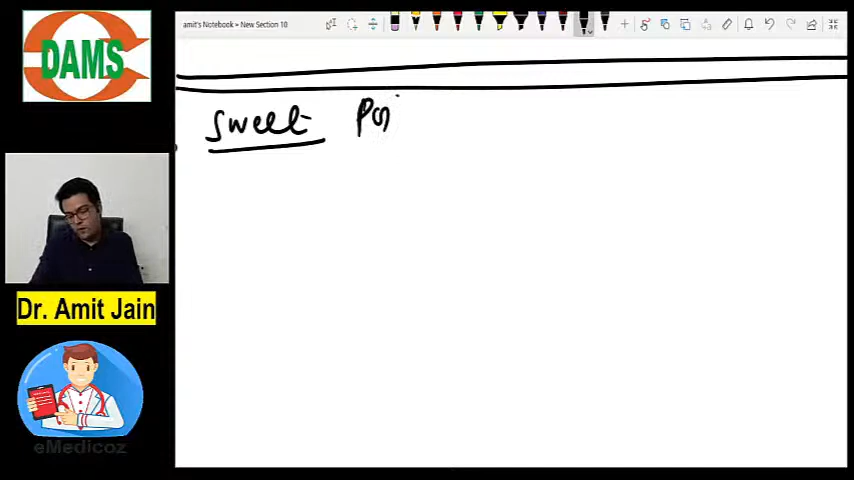 DAMS
amit's Notebook > New Section 10
Sweet
Dr. Amit Jain
eMedicoz